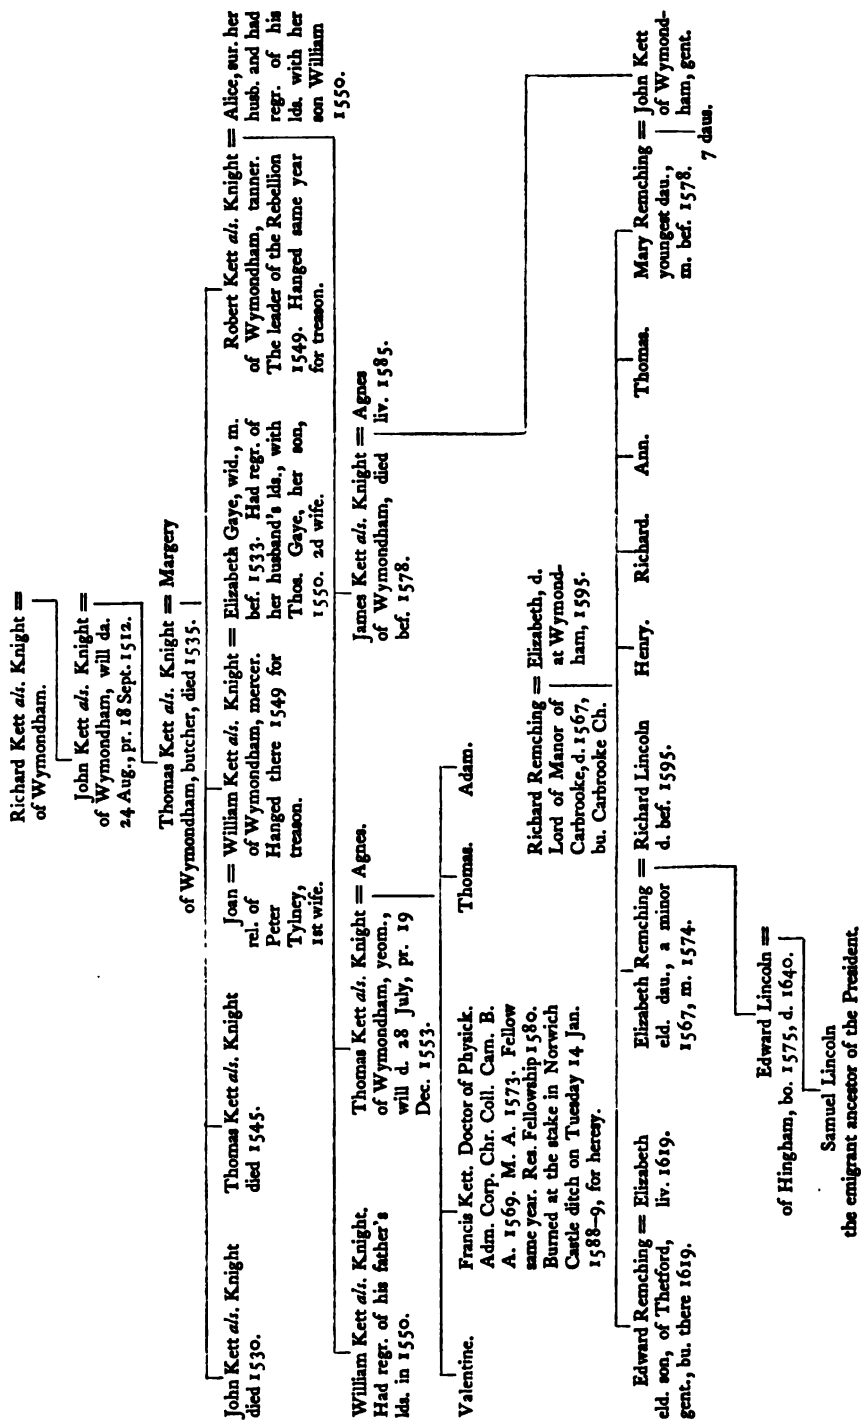 Richard Kett als. Knight =
of Wymondham.
John Kett als. Knight =
of Wymondham, will da.
24 Aug., pr. 18 Sept. 1512.
Thomas Kett als. Knight = Margery
of Wymondham, butcher, died 1535.
John Kett als. Knight
died 1530.
Thomas Kett als. Knight
died 1545.
Joan =
rel. of
Peter
Tylney,
1st wife.
William Kett als. Knight =
of Wymondham, mercer.
Hanged there 1549 for
treason.
Elizabeth Gaye, wid., m.
bef. 1533. Had regr. of
her husband's lds., with
Thos. Gaye, her son,
1550. 2d wife.
Robert Kett als. Knight =
of Wymondham, tanner.
The leader of the Rebellion
1549. Hanged same year
for treason.
Alice, sur. her
husb. and had
regr. of his
lds. with her
son William
1550.
William Kett als. Knight.
Had regr. of his father's
lds. in 1550.
Thomas Kett als. Knight = Agnes.
of Wymondham, yeom.,
will d. 28 July, pr. 19
Dec. 1553.
James Kett als. Knight = Agnes
of Wymondham, died
bef. 1578.
liv. 1585.
Valentine.
Francis Kett. Doctor of Physick.
Adm. Corp. Chr. Coll. Cam. B.
A. 1569. M. A. 1573. Fellow
same year. Res. Fellowship 1580.
Burned at the stake in Norwich
Castle ditch on Tuesday 14 Jan.
1588-9, for heresy.
Thomas.
Adam.
Richard Remching =
Lord of Manor of
Carbrooke, d. 1567,
bu. Carbrooke Ch.
Elizabeth, d.
at Wymond-
ham, 1595.
Edward Remching = Elizabeth
eld. son, of Thetford,
gent., bu. there 1619.
liv. 1619.
Elizabeth Remching =
eld. dau., a minor
1567, m. 1574.
Richard Lincoln
d. bef. 1595.
Henry.
Richard.
Ann.
Thomas.
Mary Remching =
youngest dau.,
m. bef. 1578.
John Kett
of Wymond-
ham, gent.
7 daus.
Edward Lincoln =
of Hingham, bo. 1575, d. 1640.
Samuel Lincoln
the emigrant ancestor of the President.